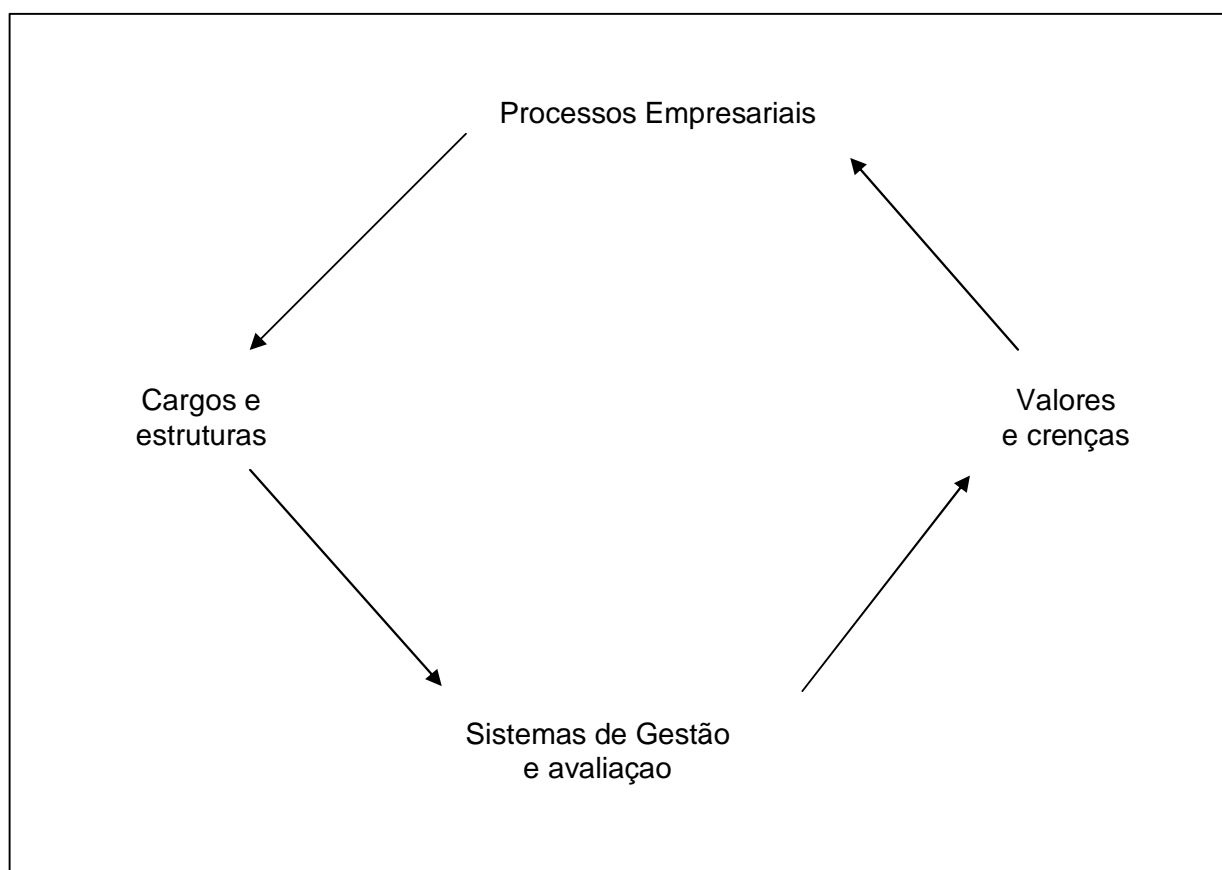 Processos Empresariais
Cargos e
estruturas
Valores
e crenças
Sistemas de Gestão
e avaliaçao